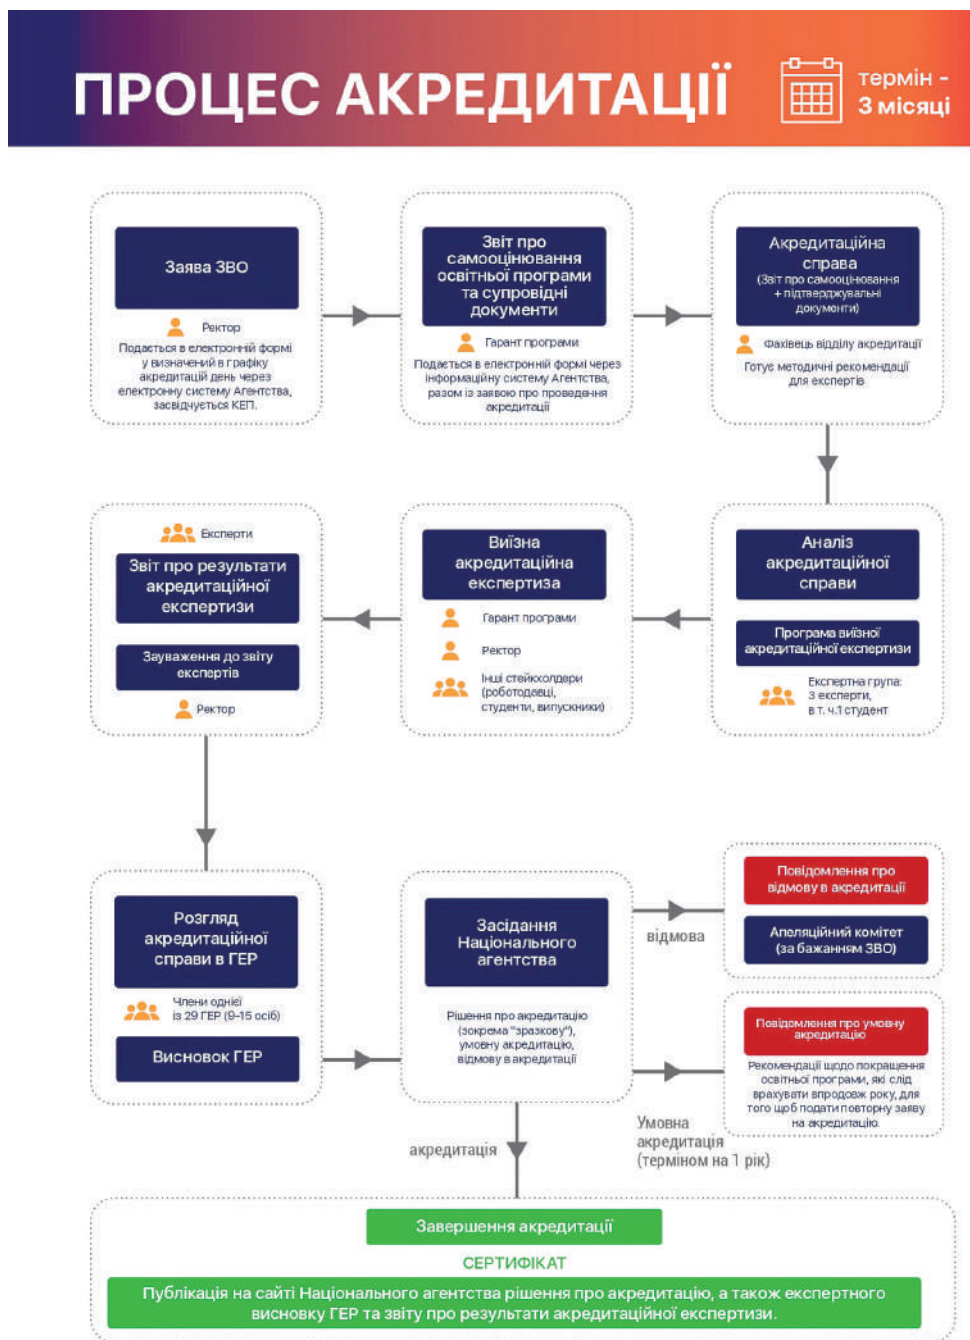 ПРОЦЕС АКРЕДИТАЦІЇ
термін -
3 місяці
Заява ЗВО
Ректор
Подається в електронній формі
у визначений в графіку
акредитацій день через
електронну систему Агентства,
засвідчується КЕП.
Звіт про
самооцінювання
освітньої програми
та супровідні
документи
Гарант програми
Подається в електронній формі через
інформаційну систему Агентства,
разом із заявою про проведення
акредитації
Акредитаційна
справа
(Звіт про самооцінювання
+ підтверджувальні
документи)
Фахівець відділу акредитації
Готує методичні рекомендації
для експертів
Експерти
Звіт про результати
акредитаційної
експертизи
Зауваження до звіту
експертів
Ректор
Виїзна
акредитаційна
експертиза
Гарант програми
Ректор
Інші стейкхолдери
(роботодавці,
студенти, випускники)
Аналіз
акредитаційної
справи
Програма виїзної
акредитаційної експертизи
Експертна група:
3 експерти,
в т. ч.1 студент
Розгляд
акредитаційної
справи в ГЕР
Члени однієї
із 29 ГЕР (9–15 осіб)
Висновок ГЕР
Засідання
Національного
агентства
Рішення про акредитацію
(зокрема "зразкову"),
умовну акредитацію,
відмову в акредитації
відмова
Повідомлення про
відмову в акредитації
Апеляційний комітет
(за бажанням ЗВО)
Повідомлення про умовну
акредитацію
Рекомендації щодо покращення
освітньої програми, які слід
врахувати впродовж року, для
того щоб подати повторну заяву
на акредитацію.
акредитація
Умовна
акредитація
(терміном на 1 рік)
Завершення акредитації
СЕРТИФІКАТ
Публікація на сайті Національного агентства рішення про акредитацію, а також експертного
висновку ГЕР та звіту про результати акредитаційної експертизи.